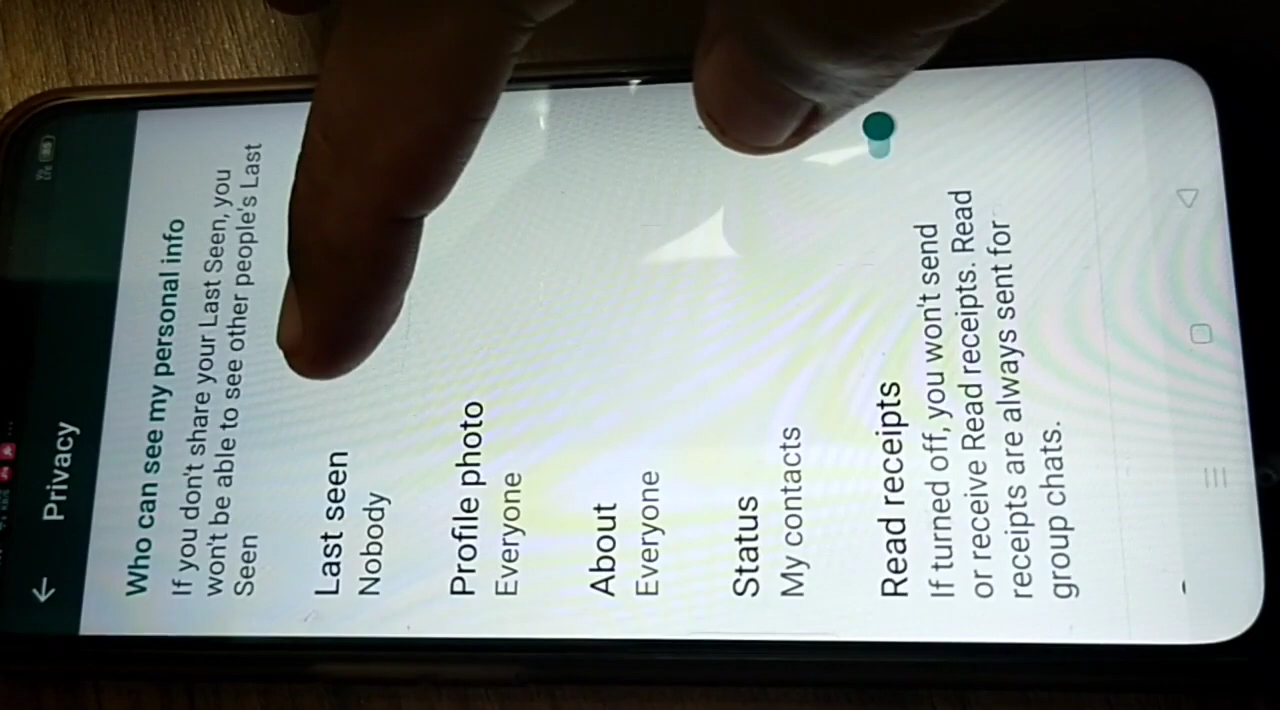 Privacy
Who can see my personal info
If you don't share your Last Seen, you
won't be able to see other people's Last
Seen
Last seen
Nobody
Profile photo
Everyone
About
Everyone
Status
My contacts
Read receipts
If turned off, you won't send
or receive Read receipts. Read
receipts are always sent for
group chats.